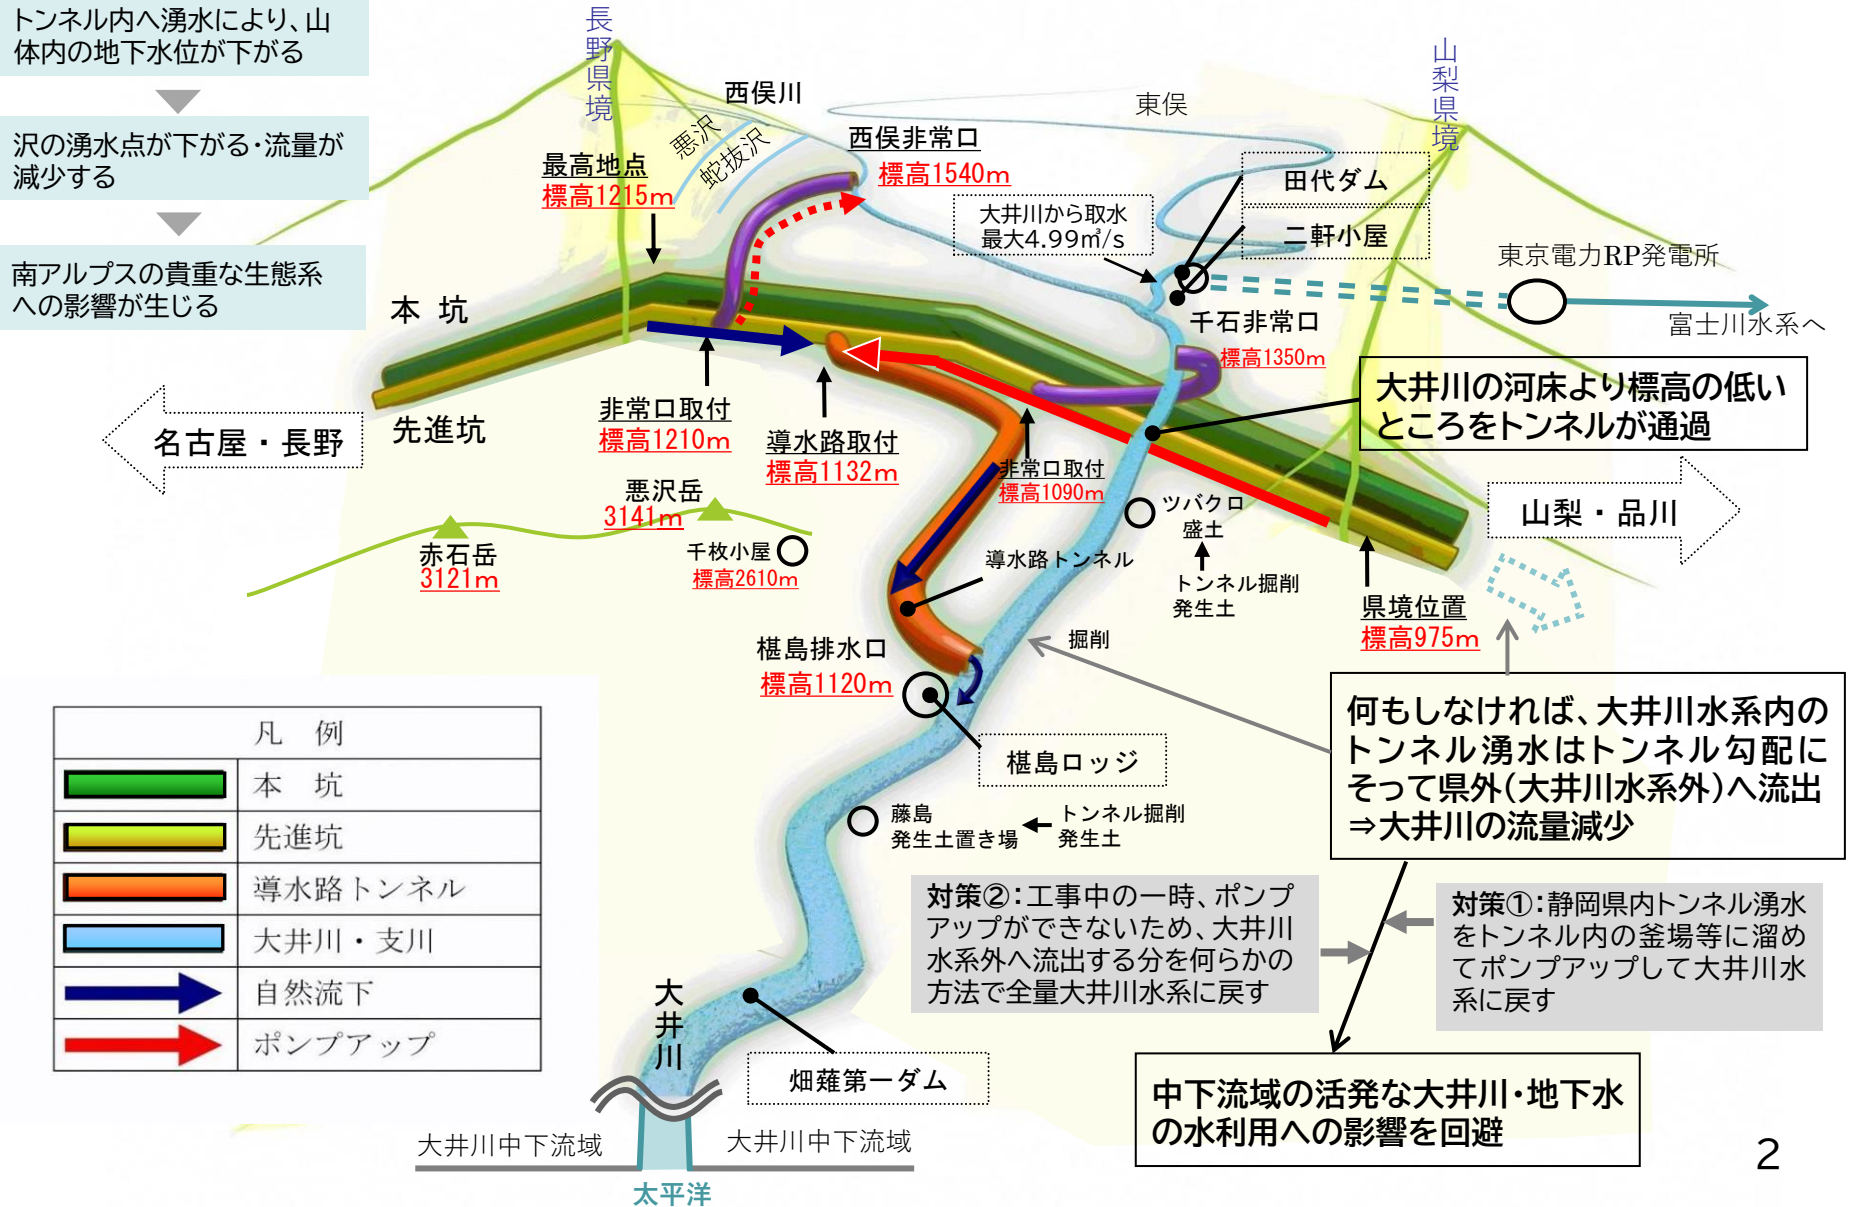 トンネル内へ湧水により、山
体内の地下水位が下がる
沢の湧水点が下がる・流量が
減少する
南アルプスの貴重な生態系
への影響が生じる
長野県境
西俣川
悪沢
蛇抜沢
最高地点
標高1215m
西俣非常口
標高1540m
東俣
山梨県境
田代ダム
二軒小屋
大井川から取水
最大4.99㎥/s
東京電力RP発電所
富士川水系へ
千石非常口
標高1350m
本 坑
先進坑
名古屋・長野
非常口取付
標高1210m
導水路取付
標高1132m
非常口取付
標高1090m
大井川の河床より標高の低い
ところをトンネルが通過
山梨・品川
悪沢岳
3141m
赤石岳
3121m
千枚小屋
標高2610m
ツバクロ
盛土
トンネル掘削
発生土
導水路トンネル
県境位置
標高975m
掘削
椹島排水口
標高1120m
椹島ロッジ
何もしなければ、大井川水系内の
トンネル湧水はトンネル勾配に
そって県外(大井川水系外)へ流出
⇒大井川の流量減少
藤島
発生土置き場
トンネル掘削
発生土
凡 例
本 坑
先進坑
導水路トンネル
大井川・支川
自然流下
ポンプアップ
対策②:工事中の一時、ポンプ
アップができないため、大井川
水系外へ流出する分を何らかの
方法で全量大井川水系に戻す
対策①:静岡県内トンネル湧水
をトンネル内の釜場等に溜め
てポンプアップして大井川水
系に戻す
大井川
畑薙第一ダム
中下流域の活発な大井川・地下水
の水利用への影響を回避
大井川中下流域
大井川中下流域
太平洋
2